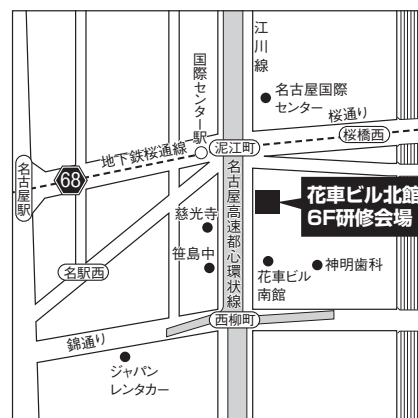 江川線
国際センター駅
名古屋国際
センター
桜通り
桜橋西
泥江町
地下鉄桜通線
68
名古屋駅
花車ビル北館
6F研修会場
名古屋高速都心環状線
慈光寺
笹島中
名駅西
花車ビル
南館
神明歯科
西柳町
錦通り
ジャパン
レンタカー